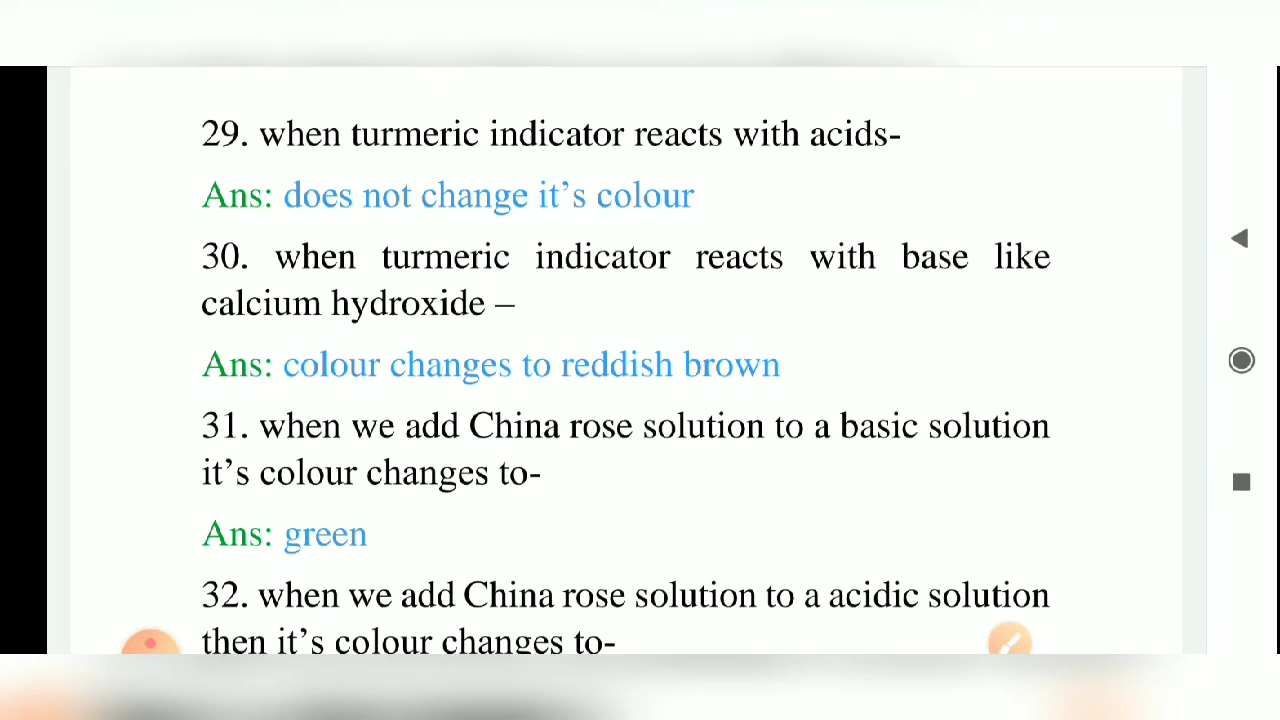 29. when turmeric indicator reacts with acids-
Ans: does not change it’s colour
30. when turmeric indicator reacts with base like
calcium hydroxide –
Ans: colour changes to reddish brown
31. when we add China rose solution to a basic solution
it’s colour changes to-
Ans: green
32. when we add China rose solution to a acidic solution
then it’s colour changes to-